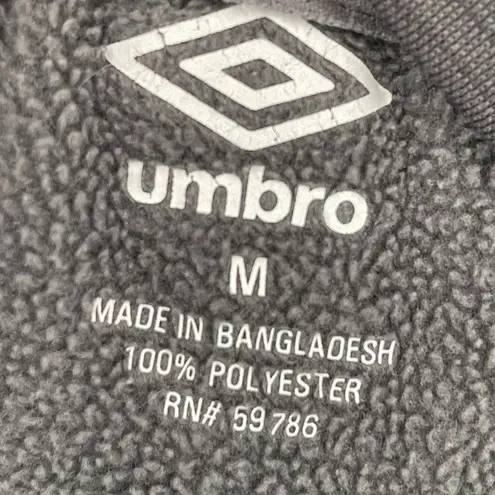 umbro
M
MADE IN BANGLADESH
100% POLYESTER
RN# 59786